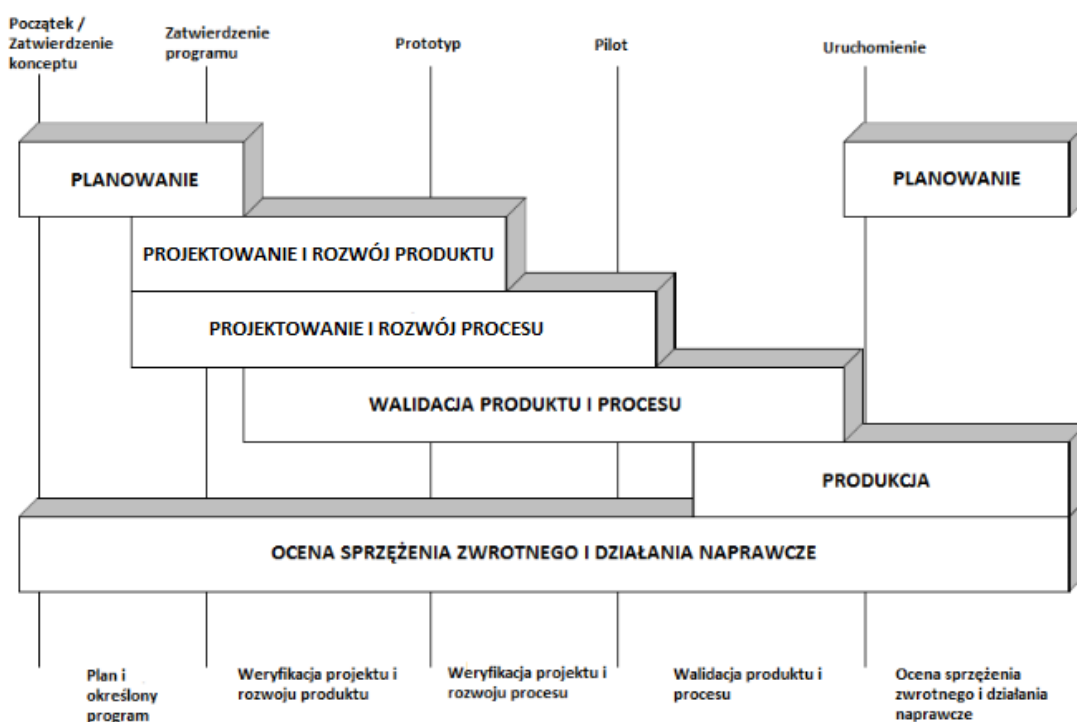 Początek /
Zatwierdzenie
konceptu
Zatwierdzenie
programu
Prototyp
Pilot
Uruchomienie
PLANOWANIE
PLANOWANIE
PROJEKTOWANIE I ROZWÓJ PRODUKTU
PROJEKTOWANIE I ROZWÓJ PROCESU
WALIDACJA PRODUKTU I PROCESU
PRODUKCJA
OCENA SPRZĘŻENIA ZWROTNEGO I DZIAŁANIA NAPRAWCZE
Plan i
określony
program
Weryfikacja projektu i
rozwoju produktu
Weryfikacja projektu i
rozwoju procesu
Walidacja produktu i
procesu
Ocena sprzężenia
zwrotnego i działania
naprawcze